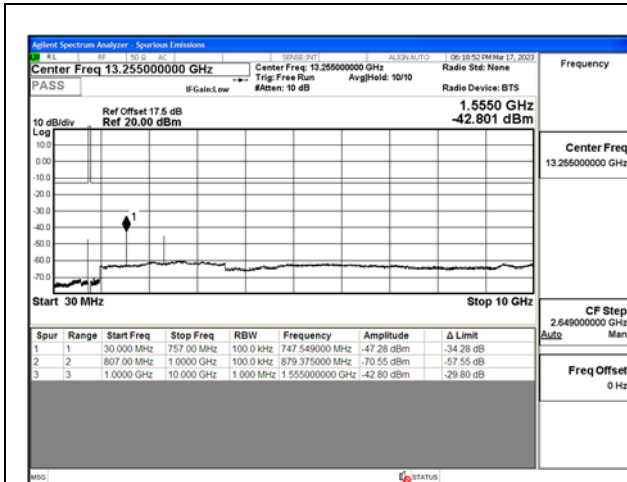 Agilent Spectrum Analyzer - Spurious Emissions
RL RF 50 Ω AC SENSE:INT ALIGN AUTO 06:18:52 PM Mar 17, 2023
Center Freq 13.255000000 GHz
Center Freq: 13.255000000 GHz
Radio Std: None
Frequency
PASS
Trig: Free Run Avg|Hold: 10/10
IFGain:Low #Atten: 10 dB Radio Device: BTS
Ref Offset 17.5 dB 1.5550 GHz
10 dB/div Ref 20.00 dBm -42.801 dBm
Log
10.0
0.00
-10.0
-20.0
-30.0
-40.0
-50.0
-60.0
-70.0
1
Start 30 MHz Stop 10 GHz
Center Freq
13.255000000 GHz
CF Step
2.649000000 GHz
Auto Man
Freq Offset
0 Hz
Spur Range Start Freq Stop Freq RBW Frequency Amplitude Δ Limit
1 1 30.000 MHz 757.00 MHz 100.0 kHz 747.549000 MHz -47.28 dBm -34.28 dB
2 2 807.00 MHz 1.0000 GHz 100.0 kHz 879.375000 MHz -70.55 dBm -57.55 dB
3 3 1.0000 GHz 10.000 GHz 1.000 MHz 1.555000000 GHz -42.80 dBm -29.80 dB
MSG STATUS